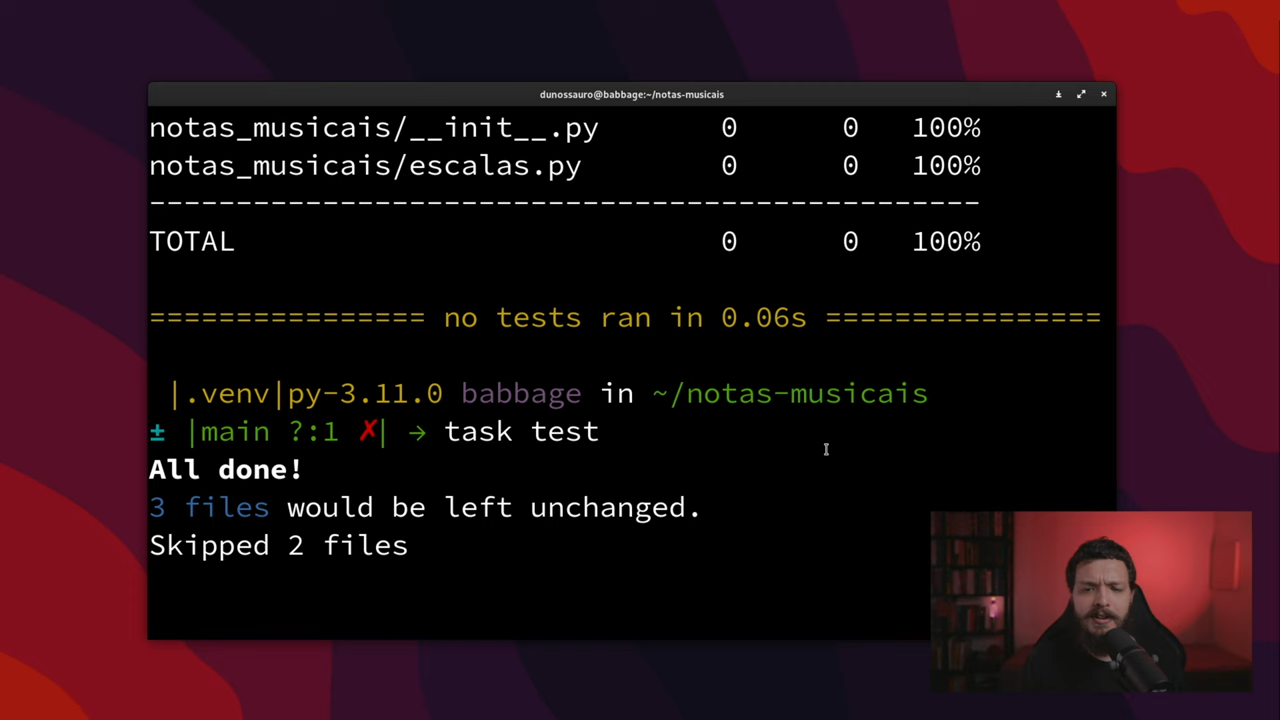 dunossauro@babbage:~/notas-musicais
notas_musicais/__init__.py 0 0 100%
notas_musicais/escalas.py 0 0 100%
-----------------------------------------------
TOTAL 0 0 100%
================ no tests ran in 0.06s ================
|.venv|py-3.11.0 babbage in ~/notas-musicais
± |main ?:1 ✗| → task test
All done!
3 files would be left unchanged.
Skipped 2 files